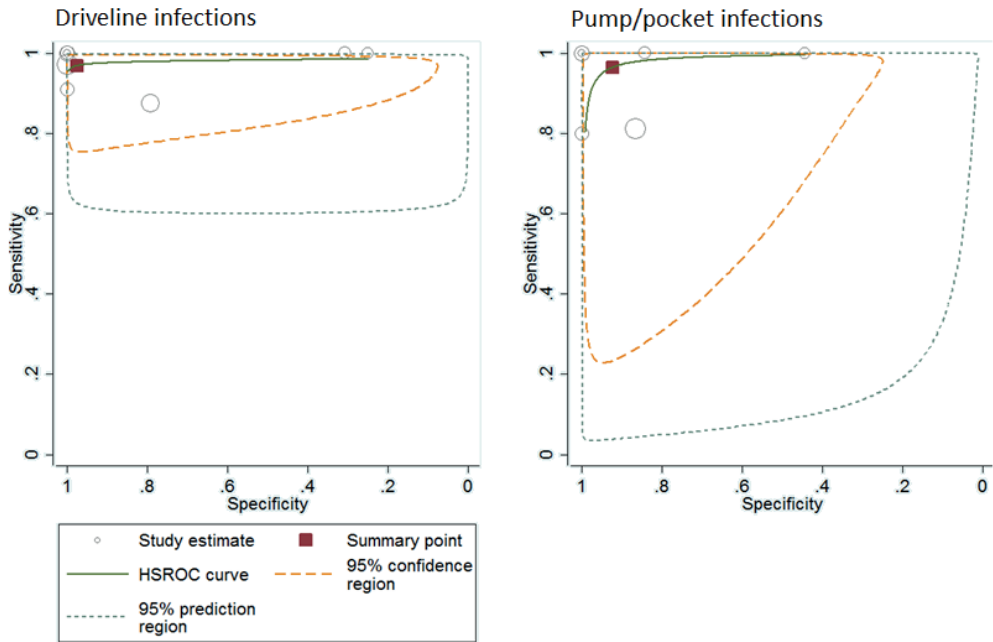 Driveline infections
Pump/pocket infections
Sensitivity
0 .2 .4 .6 .8 1
1 .8 .6 .4 .2 0
Specificity
Sensitivity
0 .2 .4 .6 .8 1
1 .8 .6 .4 .2 0
Specificity
Study estimate
Summary point
HSROC curve
95% confidence
region
95% prediction
region